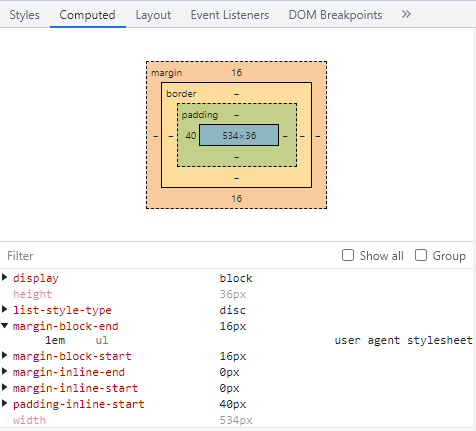 Styles Computed Layout Event Listeners DOM Breakpoints »
margin 16
border –
padding –
– – 40 534×36 – – –
–
–
16
Filter Show all Group
display block
height 36px
list-style-type disc
margin-block-end 16px
1em ul user agent stylesheet
margin-block-start 16px
margin-inline-end 0px
margin-inline-start 0px
padding-inline-start 40px
width 534px